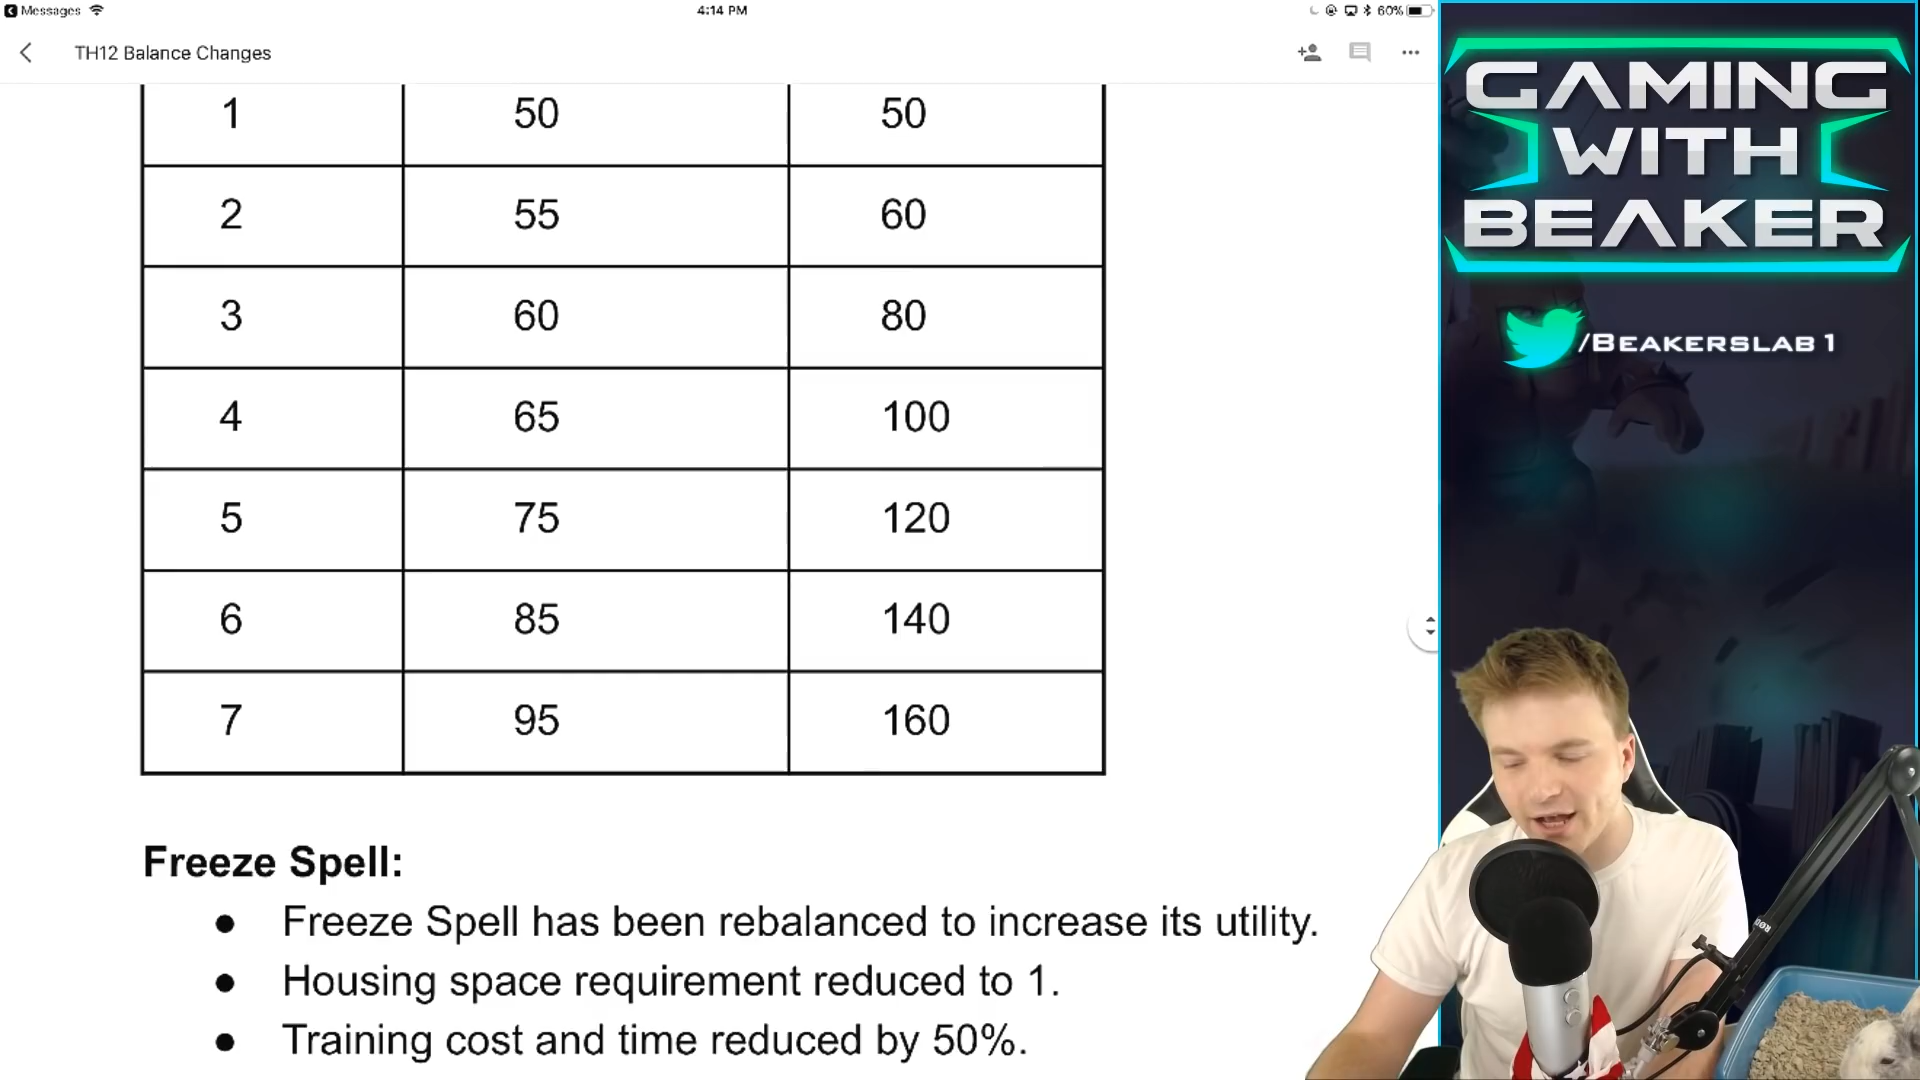 Messages
4:14 PM
60%
TH12 Balance Changes
1 50 50
2 55 60
3 60 80
4 65 100
5 75 120
6 85 140
7 95 160
Freeze Spell:
● Freeze Spell has been rebalanced to increase its utility.
● Housing space requirement reduced to 1.
● Training cost and time reduced by 50%.
GAMING
WITH
BEAKER
/BEAKERSLAB1